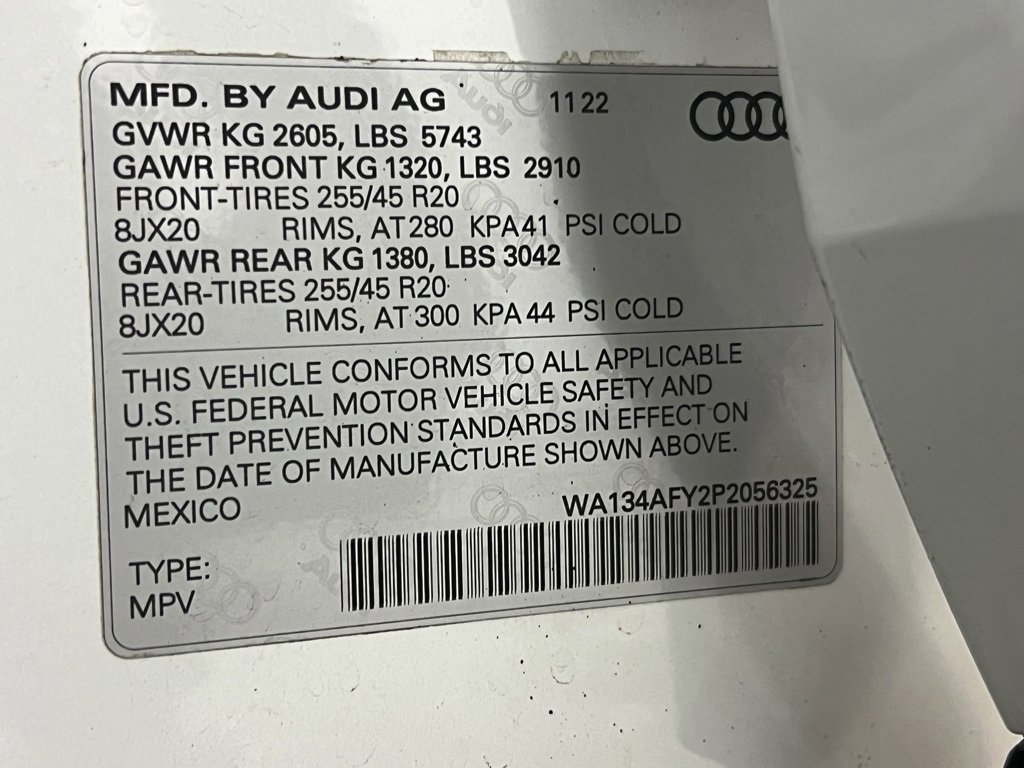 MFD. BY AUDI AG 11 22
GVWR KG 2605, LBS 5743
GAWR FRONT KG 1320, LBS 2910
FRONT-TIRES 255/45 R20
8JX20 RIMS, AT 280 KPA 41 PSI COLD
GAWR REAR KG 1380, LBS 3042
REAR-TIRES 255/45 R20
8JX20 RIMS, AT 300 KPA 44 PSI COLD
THIS VEHICLE CONFORMS TO ALL APPLICABLE
U.S. FEDERAL MOTOR VEHICLE SAFETY AND
THEFT PREVENTION STANDARDS IN EFFECT ON
THE DATE OF MANUFACTURE SHOWN ABOVE.
MEXICO WA134AFY2P2056325
TYPE:
MPV